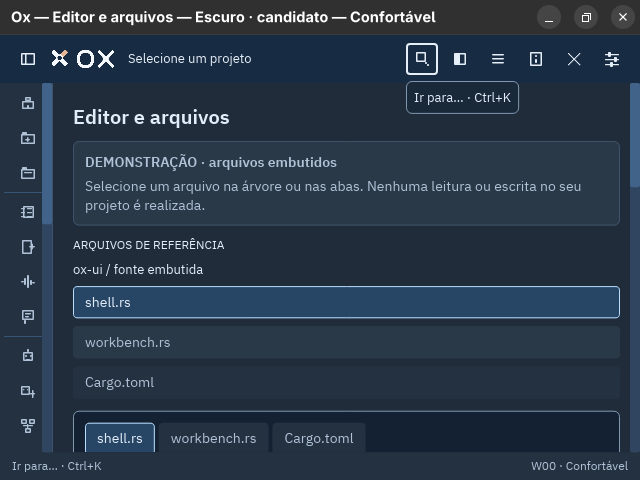 Ox — Editor e arquivos — Escuro · candidato — Confortável
OX
Selecione um projeto
Ir para... · Ctrl+K
Editor e arquivos
DEMONSTRAÇÃO · arquivos embutidos
Selecione um arquivo na árvore ou nas abas. Nenhuma leitura ou escrita no seu
projeto é realizada.
ARQUIVOS DE REFERÊNCIA
ox-ui / fonte embutida
shell.rs
workbench.rs
Cargo.toml
shell.rs workbench.rs Cargo.toml
Ir para... · Ctrl+K
W00 · Confortável